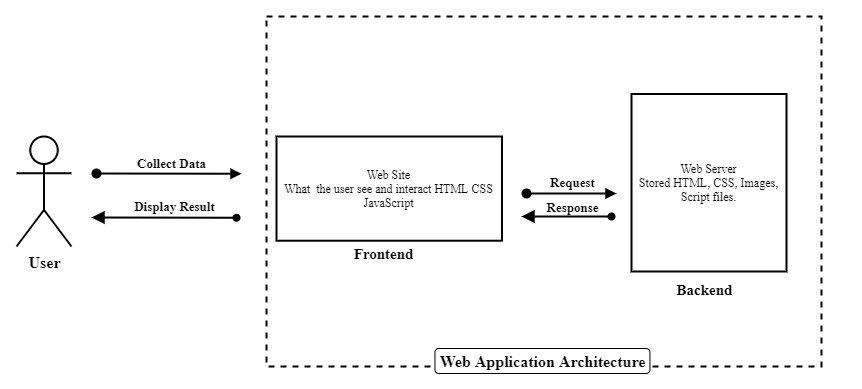 Collect Data
Display Result
User
Web Site
What the user see and interact HTML CSS
JavaScript
Frontend
Request
Response
Web Server
Stored HTML, CSS, Images,
Script files.
Backend
Web Application Architecture